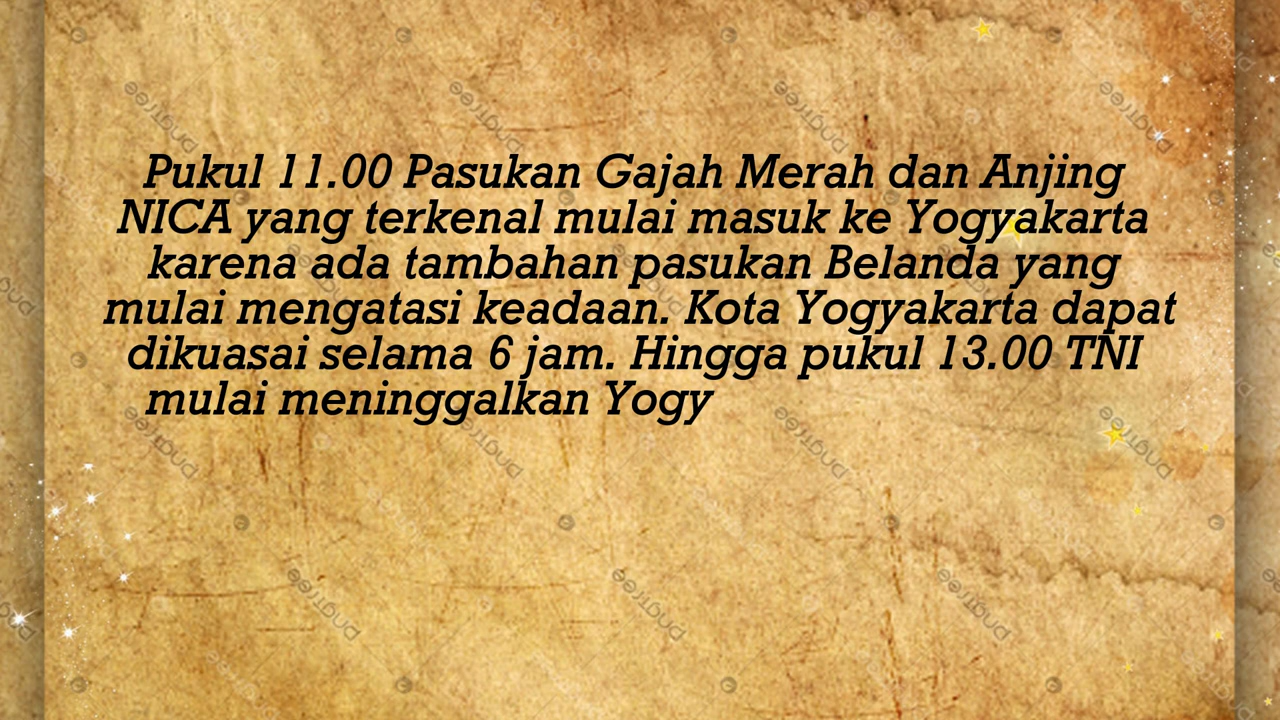 Pukul 11.00 Pasukan Gajah Merah dan Anjing
NICA yang terkenal mulai masuk ke Yogyakarta
karena ada tambahan pasukan Belanda yang
mulai mengatasi keadaan. Kota Yogyakarta dapat
dikuasai selama 6 jam. Hingga pukul 13.00 TNI
mulai meninggalkan Yogy